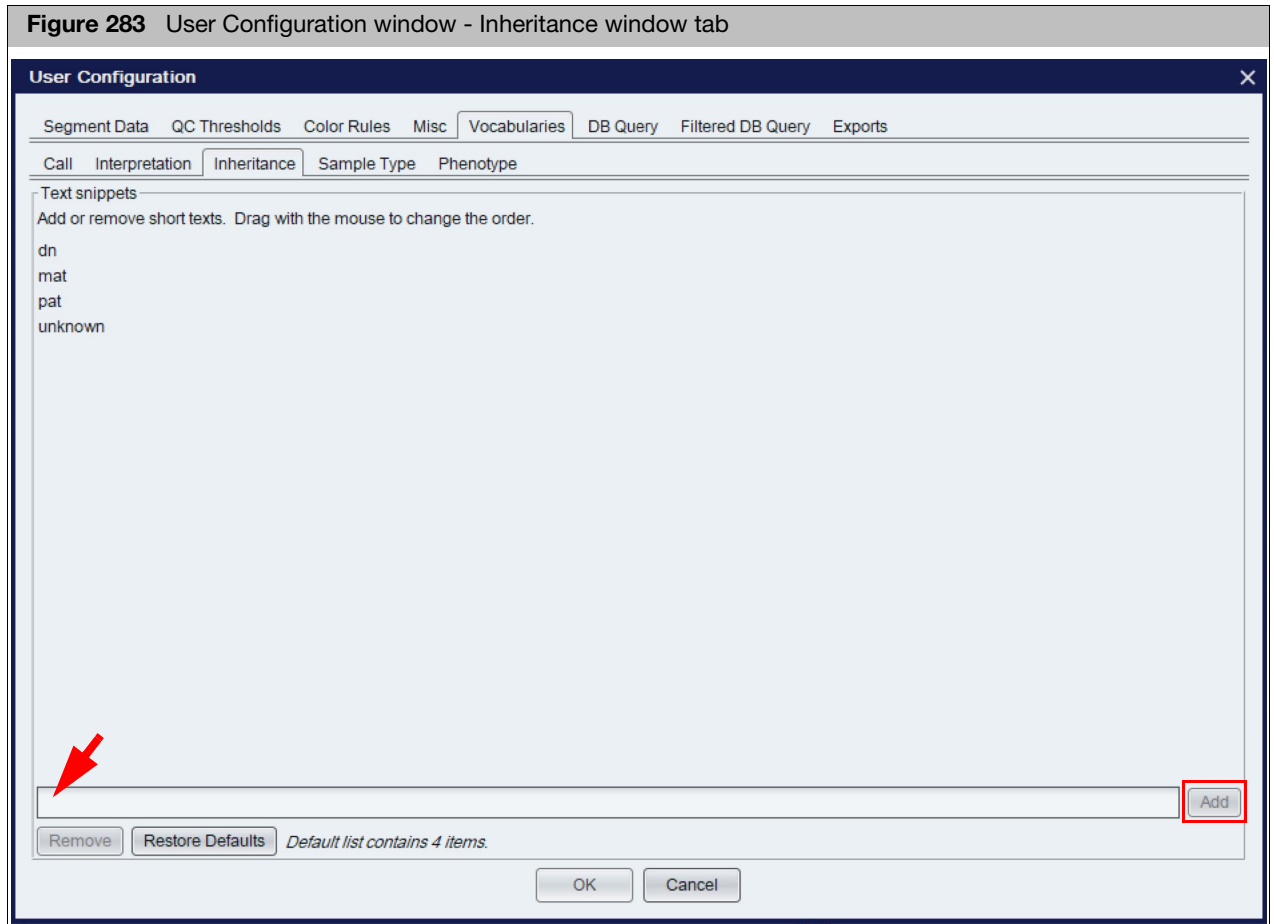 Figure 283 User Configuration window - Inheritance window tab
User Configuration
Segment Data QC Thresholds Color Rules Misc Vocabularies DB Query Filtered DB Query Exports
Call Interpretation Inheritance Sample Type Phenotype
Text snippets
Add or remove short texts. Drag with the mouse to change the order.
dn
mat
pat
unknown
Add
Remove Restore Defaults Default list contains 4 items.
OK Cancel